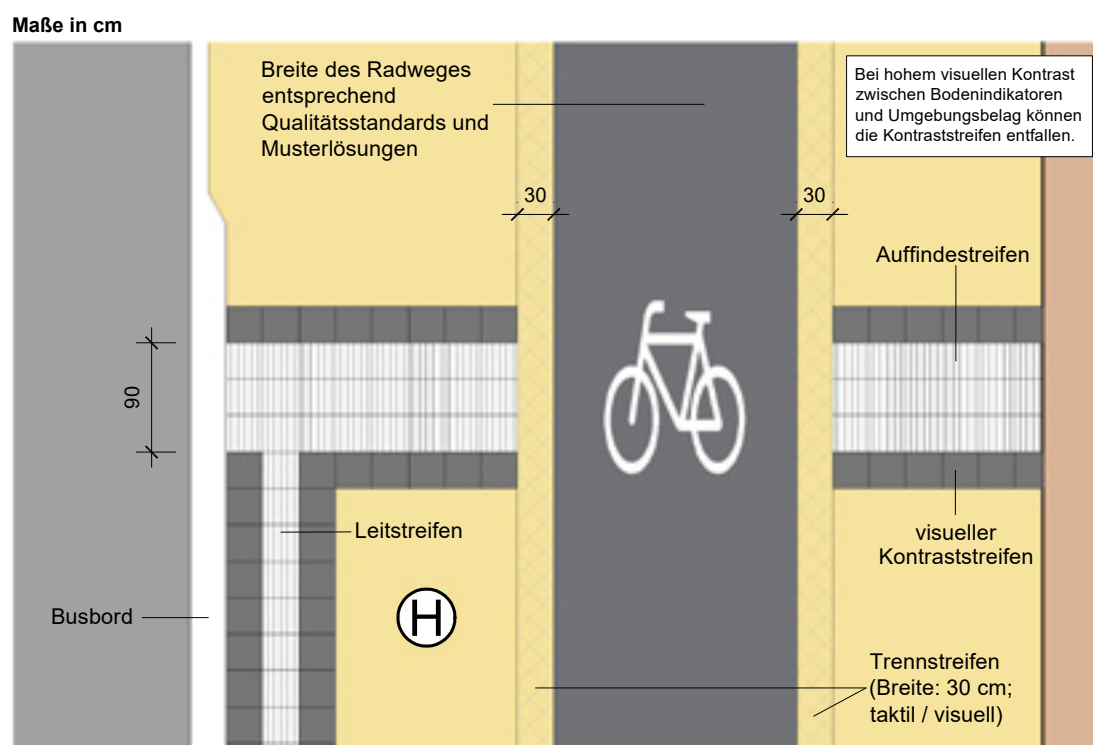 Maße in cm
Breite des Radweges
entsprechend
Qualitätsstandards und
Musterlösungen
Bei hohem visuellen Kontrast
zwischen Bodenindikatoren
und Umgebungsbelag können
die Kontraststreifen entfallen.
30
30
Auffindestreifen
90
Leitstreifen
visueller
Kontraststreifen
Busbord
H
Trennstreifen
(Breite: 30 cm;
taktil / visuell)